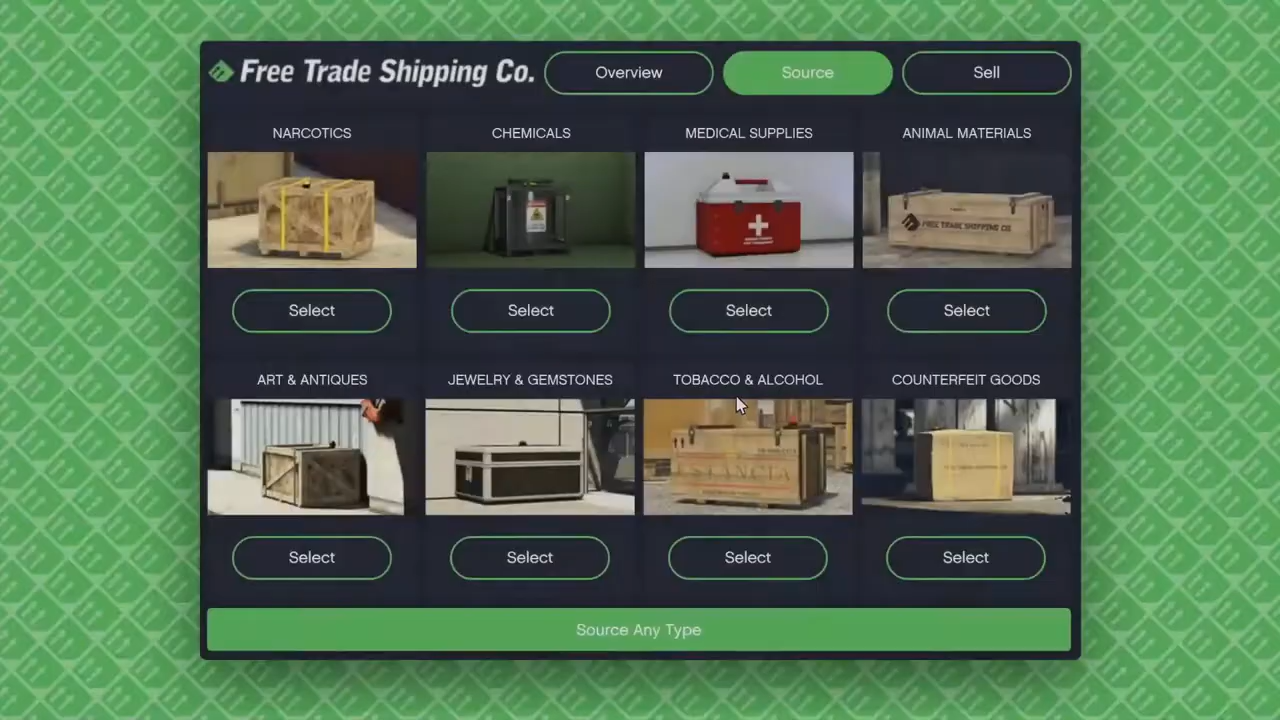 Free Trade Shipping Co.
Overview
Source
Sell
NARCOTICS
CHEMICALS
MEDICAL SUPPLIES
ANIMAL MATERIALS
FREE TRADE SHIPPING CO.
Select
Select
Select
Select
ART & ANTIQUES
JEWELRY & GEMSTONES
TOBACCO & ALCOHOL
COUNTERFEIT GOODS
ESTANCIA
Select
Select
Select
Select
Source Any Type